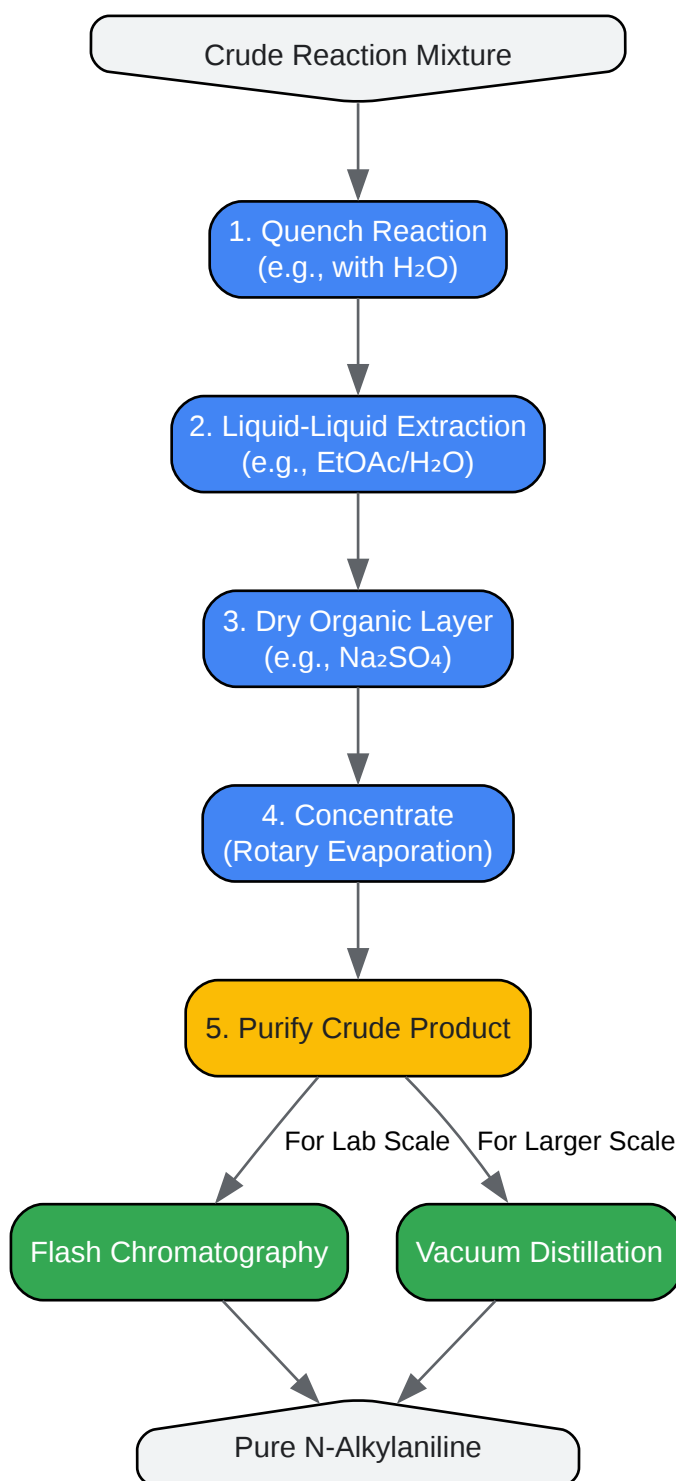 Crude Reaction Mixture
1. Quench Reaction
(e.g., with H₂O)
2. Liquid-Liquid Extraction
(e.g., EtOAc/H₂O)
3. Dry Organic Layer
(e.g., Na₂SO₄)
4. Concentrate
(Rotary Evaporation)
5. Purify Crude Product
For Lab Scale
For Larger Scale
Flash Chromatography
Vacuum Distillation
Pure N-Alkylaniline